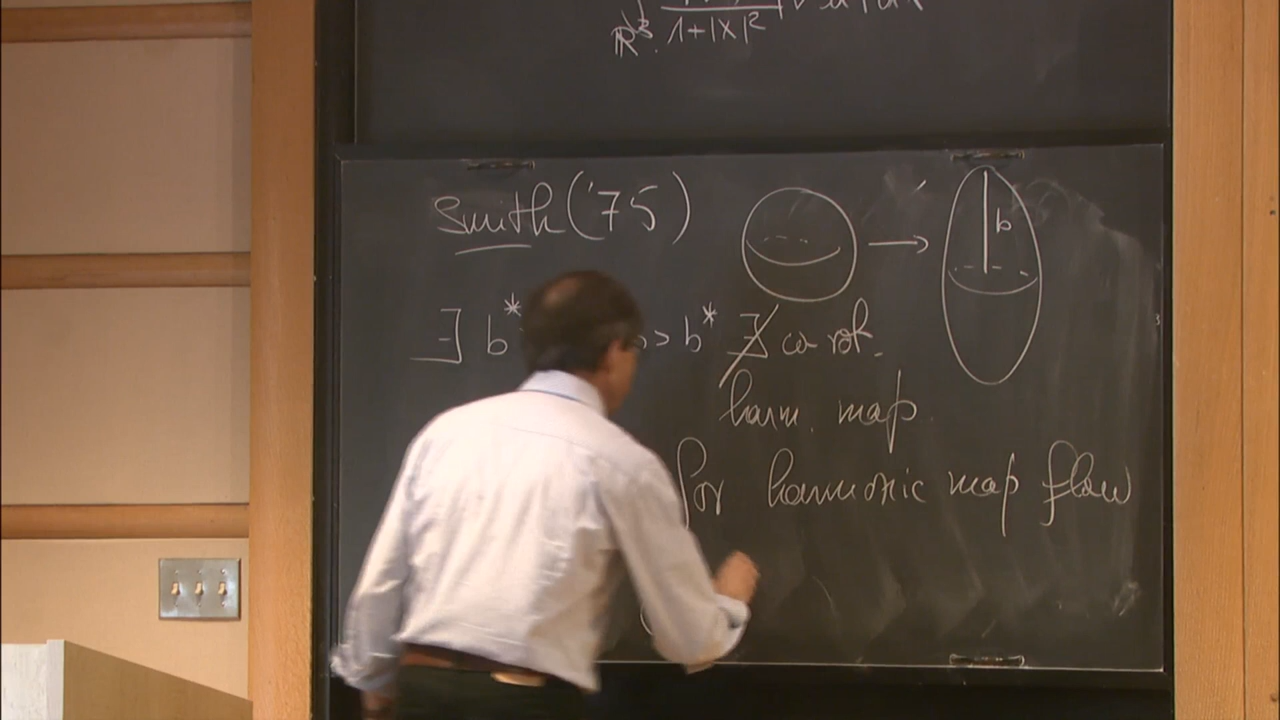 ℝ³ 1+|x|²
Smith ('75)
b
∃ b* > b* ∄ co-rot.
harm. map.
for harmonic map flow